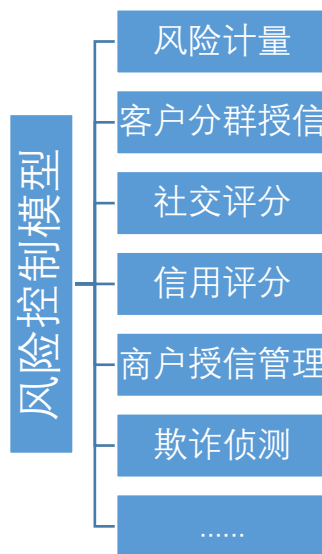 风险控制模型
风险计量
客户分群授信
社交评分
信用评分
商户授信管理
欺诈侦测
......